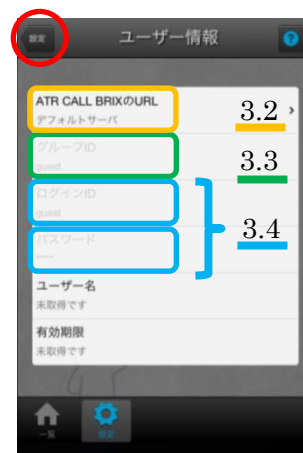 設定 ユーザー情報 ?
ATR CALL BRIXのURL
デフォルトサーバ
3.2
グループID
guest
3.3
ログインID
guest
3.4
パスワード
•••••
ユーザー名
未取得です
有効期限
未取得です
一覧 設定